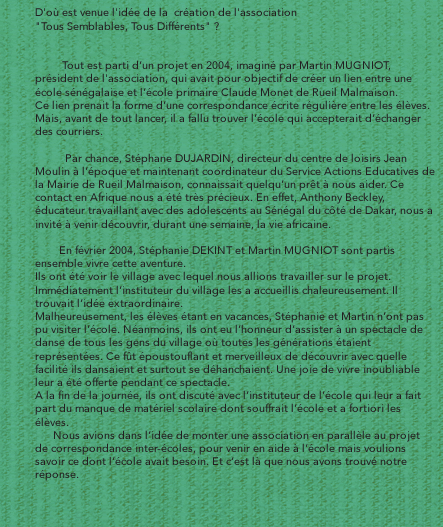 D'où est venue l'idée de la création de l'association
"Tous Semblables, Tous Différents" ?
Tout est parti d'un projet en 2004, imaginé par Martin MUGNIOT,
président de l'association, qui avait pour objectif de créer un lien entre une
école sénégalaise et l'école primaire Claude Monet de Rueil Malmaison.
Ce lien prenait la forme d'une correspondance écrite régulière entre les élèves.
Mais, avant de tout lancer, il a fallu trouver l'école qui accepterait d'échanger
des courriers.
Par chance, Stéphane DUJARDIN, directeur du centre de loisirs Jean
Moulin à l'époque et maintenant coordinateur du Service Actions Educatives de
la Mairie de Rueil Malmaison, connaissait quelqu'un prêt à nous aider. Ce
contact en Afrique nous a été très précieux. En effet, Anthony Beckley,
éducateur travaillant avec des adolescents au Sénégal du côté de Dakar, nous a
invité à venir découvrir, durant une semaine, la vie africaine.
En février 2004, Stéphanie DEKINT et Martin MUGNIOT sont partis
ensemble vivre cette aventure.
Ils ont été voir le village avec lequel nous allions travailler sur le projet.
Immédiatement l'instituteur du village les a accueillis chaleureusement. Il
trouvait l'idée extraordinaire.
Malheureusement, les élèves étant en vacances, Stéphanie et Martin n'ont pas
pu visiter l'école. Néanmoins, ils ont eu l'honneur d'assister à un spectacle de
danse de tous les gens du village où toutes les générations étaient
représentées. Ce fût époustouflant et merveilleux de découvrir avec quelle
facilité ils dansaient et surtout se déhanchaient. Une joie de vivre inoubliable
leur a été offerte pendant ce spectacle.
A la fin de la journée, ils ont discuté avec l'instituteur de l'école qui leur a fait
part du manque de matériel scolaire dont souffrait l'école et a fortiori les
élèves.
Nous avions dans l'idée de monter une association en parallèle au projet
de correspondance inter-écoles, pour venir en aide à l'école mais voulions
savoir ce dont l'école avait besoin. Et c'est là que nous avons trouvé notre
réponse.